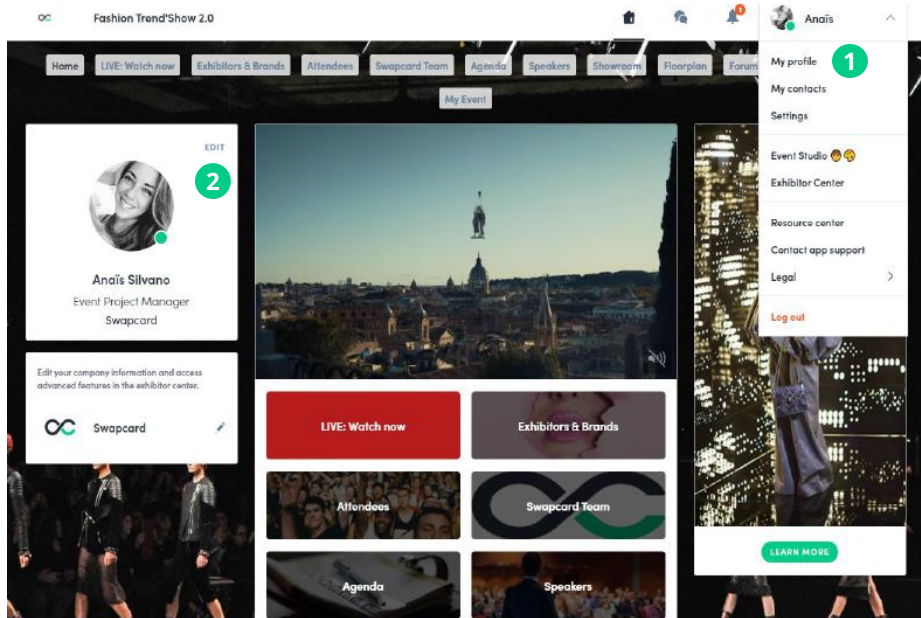 Fashion Trend'Show 2.0
1
Anaïs
Home
LIVE: Watch now
Exhibitors & Brands
Attendees
Swapcard Team
Agenda
Speakers
Showroom
Floorplan
Forum
My Event
My profile
1
My contacts
Settings
Event Studio
Exhibitor Center
Resource center
Contact app support
Legal
Log out
EDIT
2
Anaïs Silvano
Event Project Manager
Swapcard
Edit your company information and access
advanced features in the exhibitor center.
Swapcard
LIVE: Watch now
Exhibitors & Brands
Attendees
Swapcard Team
Agenda
Speakers
LEARN MORE